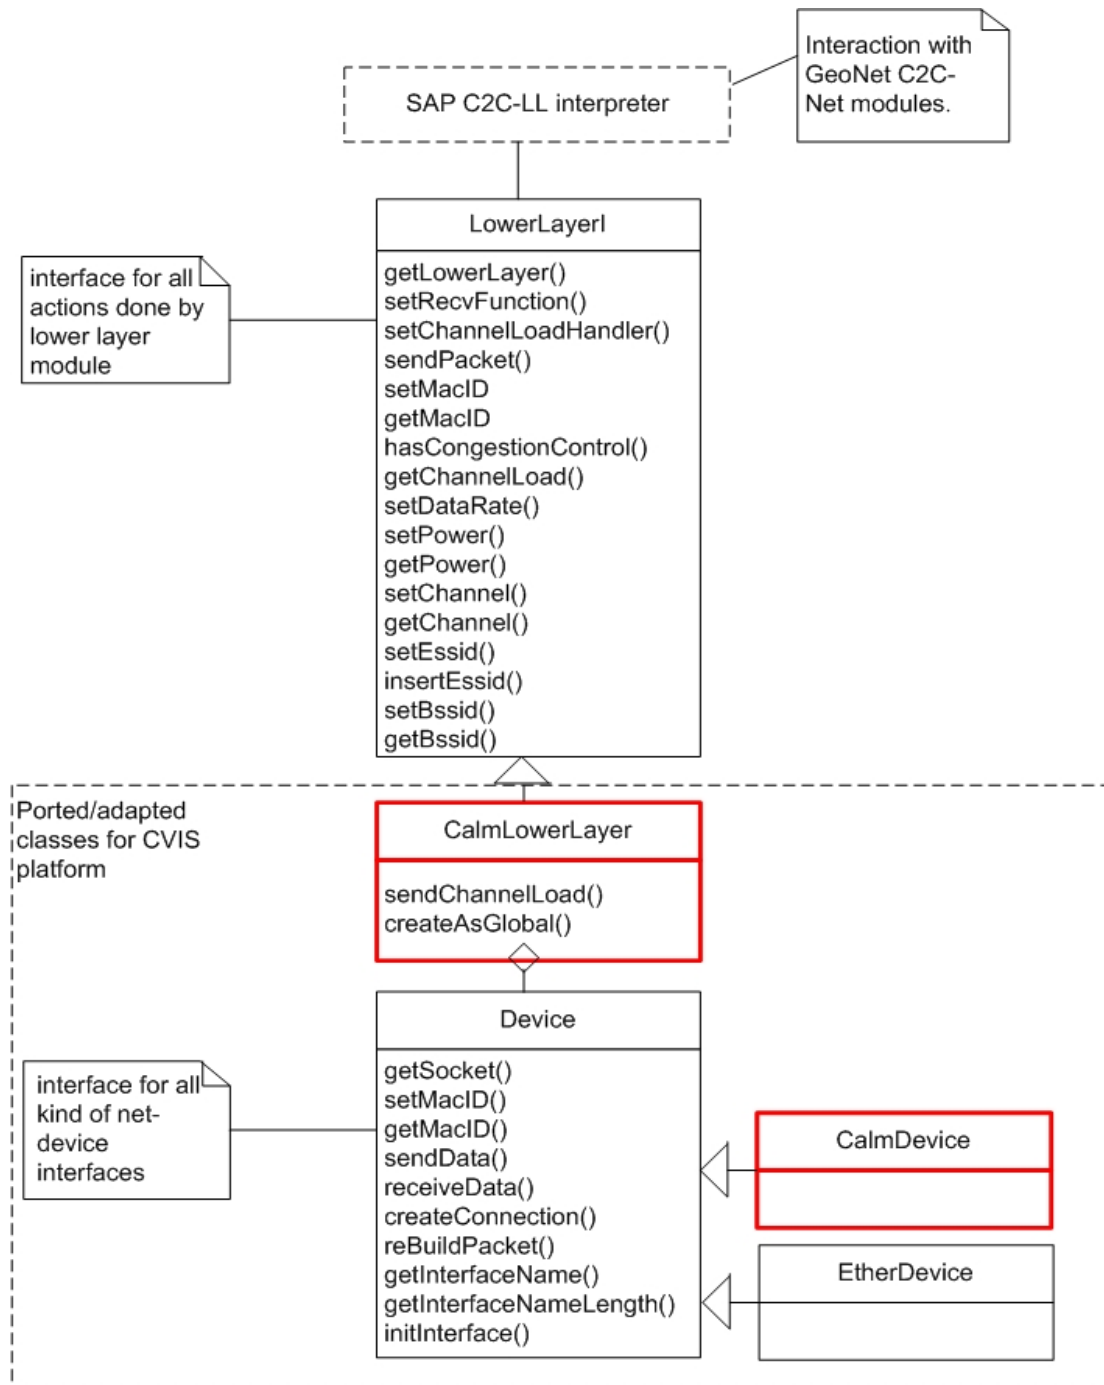 SAP C2C-LL interpreter
Interaction with
GeoNet C2C-
Net modules.
LowerLayerI
interface for all
actions done by
lower layer
module
getLowerLayer()
setRecvFunction()
setChannelLoadHandler()
sendPacket()
setMacID
getMacID
hasCongestionControl()
getChannelLoad()
setDataRate()
setPower()
getPower()
setChannel()
getChannel()
setEssid()
insertEssid()
setBssid()
getBssid()
Ported/adapted
classes for CVIS
platform
CalmLowerLayer
sendChannelLoad()
createAsGlobal()
Device
interface for all
kind of net-
device
interfaces
getSocket()
setMacID()
getMacID()
sendData()
receiveData()
createConnection()
reBuildPacket()
getInterfaceName()
getInterfaceNameLength()
initInterface()
CalmDevice
EtherDevice